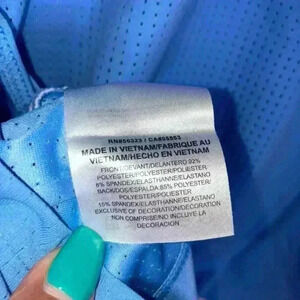 RN#56323 / CA#05553
MADE IN VIETNAM/FABRIQUE AU
VIETNAM/HECHO EN VIETNAM
FRONT/DEVANT/DELANTERO 92%
POLYESTER/POLYESTER/POLIESTER
8% SPANDEX/ELASTHANNE/ELASTANO
BACK/DOS/ESPALDA 85%
POLYESTER/POLYESTER/POLIESTER
15% SPANDEX/ELASTHANNE/ELASTANO
EXCLUSIVE OF DECORATION/DECORATION
NON COMPRISE/NO INCLUYE LA
DECORACION